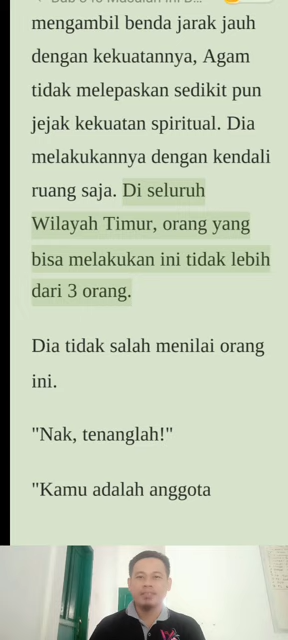 mengambil benda jarak jauh
dengan kekuatannya, Agam
tidak melepaskan sedikit pun
jejak kekuatan spiritual. Dia
melakukannya dengan kendali
ruang saja. Di seluruh
Wilayah Timur, orang yang
bisa melakukan ini tidak lebih
dari 3 orang.
Dia tidak salah menilai orang
ini.
"Nak, tenanglah!"
"Kamu adalah anggota